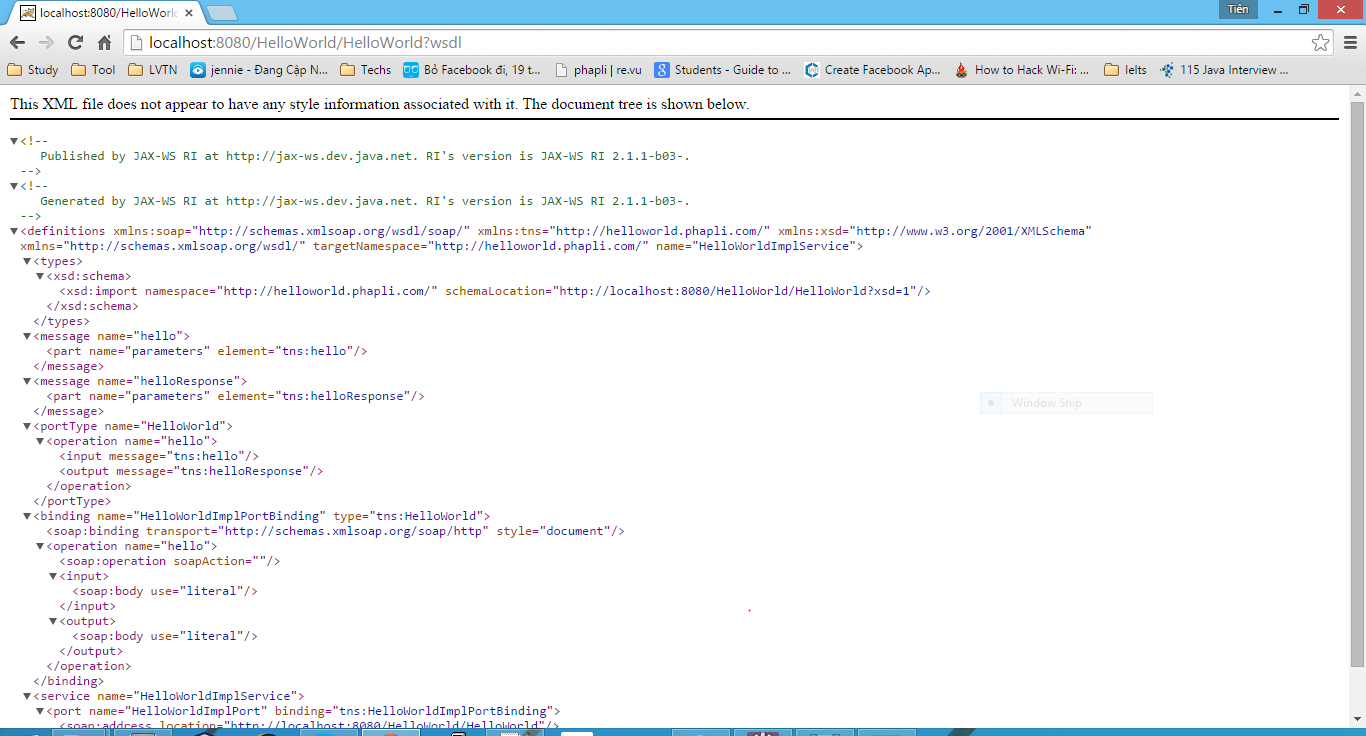 localhost:8080/HelloWorld
Tiên
localhost:8080/HelloWorld/HelloWorld?wsdl
Study Tool LVTN jennie - Đang Cập N... Techs Bỏ Facebook đi, 19 t... phapli | re.vu Students - Guide to ... Create Facebook Ap... How to Hack Wi-Fi: ... Ielts 115 Java Interview ...
This XML file does not appear to have any style information associated with it. The document tree is shown below.
▼<!--
Published by JAX-WS RI at http://jax-ws.dev.java.net. RI's version is JAX-WS RI 2.1.1-b03-.
-->
▼<!--
Generated by JAX-WS RI at http://jax-ws.dev.java.net. RI's version is JAX-WS RI 2.1.1-b03-.
-->
▼<definitions xmlns:soap="http://schemas.xmlsoap.org/wsdl/soap/" xmlns:tns="http://helloworld.phapli.com/" xmlns:xsd="http://www.w3.org/2001/XMLSchema"
xmlns="http://schemas.xmlsoap.org/wsdl/" targetNamespace="http://helloworld.phapli.com/" name="HelloWorldImplService">
▼<types>
▼<xsd:schema>
<xsd:import namespace="http://helloworld.phapli.com/" schemaLocation="http://localhost:8080/HelloWorld/HelloWorld?xsd=1"/>
</xsd:schema>
</types>
▼<message name="hello">
<part name="parameters" element="tns:hello"/>
</message>
▼<message name="helloResponse">
<part name="parameters" element="tns:helloResponse"/>
</message>
Window Snip
▼<portType name="HelloWorld">
▼<operation name="hello">
<input message="tns:hello"/>
<output message="tns:helloResponse"/>
</operation>
</portType>
▼<binding name="HelloWorldImplPortBinding" type="tns:HelloWorld">
<soap:binding transport="http://schemas.xmlsoap.org/soap/http" style="document"/>
▼<operation name="hello">
<soap:operation soapAction=""/>
▼<input>
<soap:body use="literal"/>
</input>
▼<output>
<soap:body use="literal"/>
</output>
</operation>
</binding>
▼<service name="HelloWorldImplService">
▼<port name="HelloWorldImplPort" binding="tns:HelloWorldImplPortBinding">
<soap:address location="http://localhost:8080/HelloWorld/HelloWorld"/>